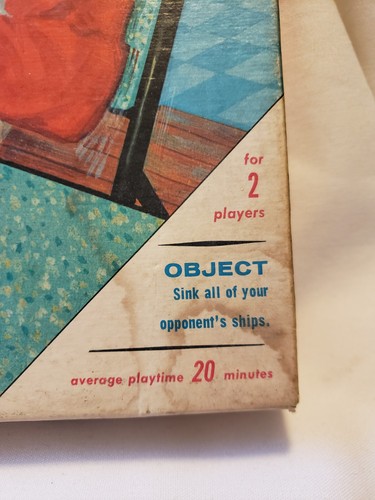 for
2
players
OBJECT
Sink all of your
opponent's ships.
average playtime 20 minutes